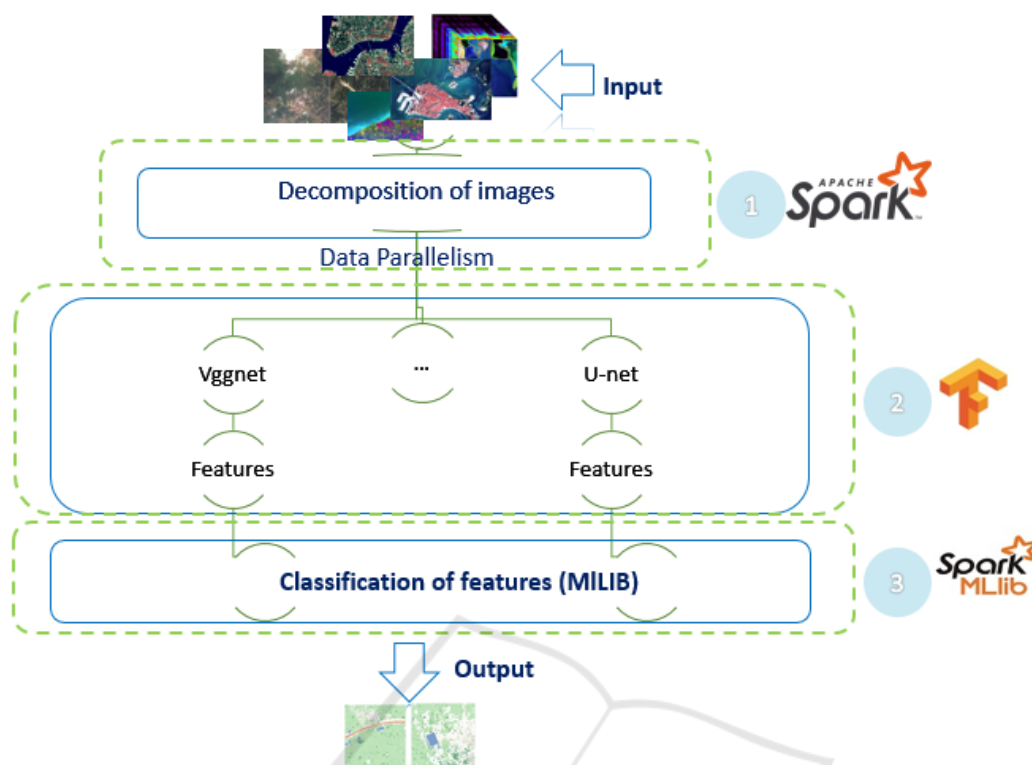 Input
Decomposition of images
1
APACHE
Spark
TM
Data Parallelism
Vggnet
...
U-net
2
Features
Features
Classification of features (MlLIB)
3
Spark
MLlib
Output